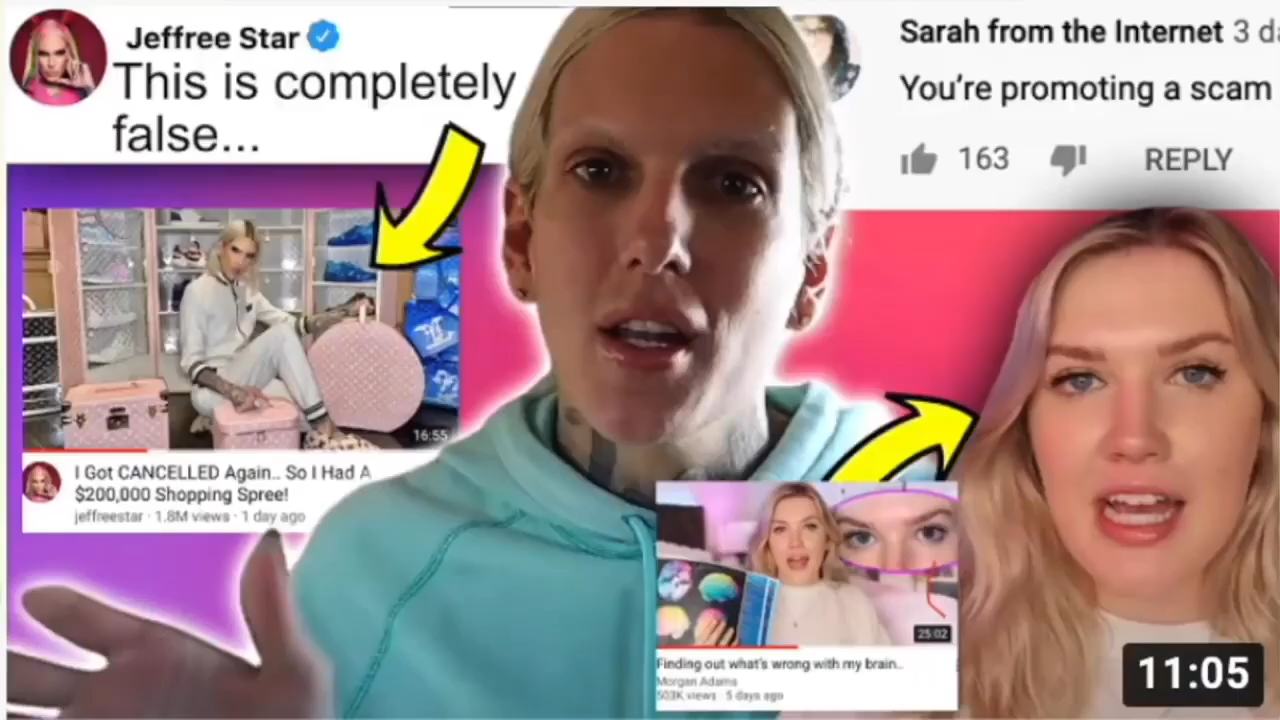 Jeffree Star
This is completely
false...
Sarah from the Internet 3 da
You're promoting a scam
163 REPLY
16:55
I Got CANCELLED Again.. So I Had A
$200,000 Shopping Spree!
jeffreestar · 1.8M views · 1 day ago
25:02
Finding out what's wrong with my brain..
Morgan Adams
503K views · 5 days ago
11:05